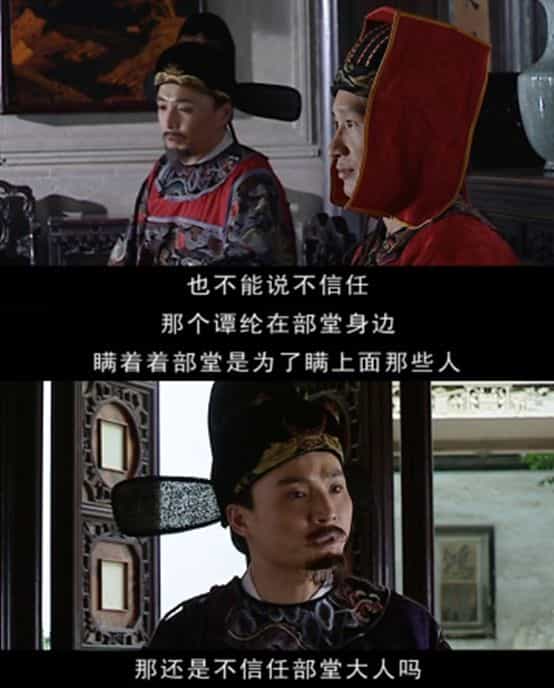 也不能说不信任
那个谭纶在部堂身边
瞒着着部堂是为了瞒上面那些人
那还是不信任部堂大人吗